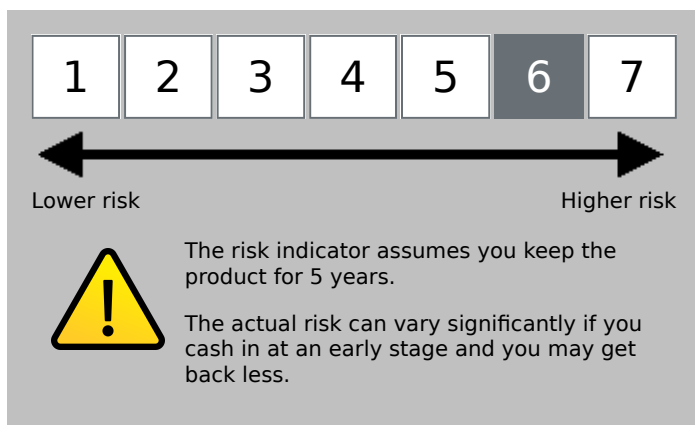 1 2 3 4 5 6 7
Lower risk Higher risk
The risk indicator assumes you keep the
product for 5 years.
The actual risk can vary significantly if you
cash in at an early stage and you may get
back less.